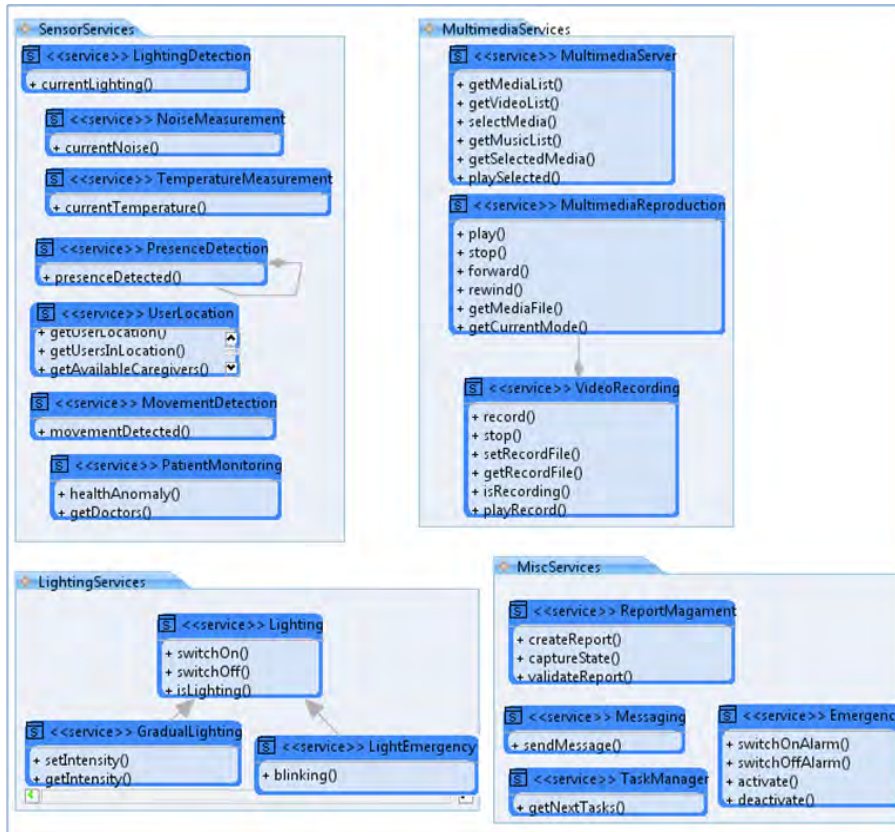 SensorServices
S <<service>> LightingDetection
+ currentLighting()
S <<service>> NoiseMeasurement
+ currentNoise()
S <<service>> TemperatureMeasurement
+ currentTemperature()
S <<service>> PresenceDetection
+ presenceDetected()
S <<service>> UserLocation
+ getUserLocation()
+ getUsersInLocation()
+ getAvailableCaregivers()
S <<service>> MovementDetection
+ movementDetected()
S <<service>> PatientMonitoring
+ healthAnomaly()
+ getDoctors()
MultimediaServices
S <<service>> MultimediaServer
+ getMediaList()
+ getVideoList()
+ selectMedia()
+ getMusicList()
+ getSelectedMedia()
+ playSelected()
S <<service>> MultimediaReproduction
+ play()
+ stop()
+ forward()
+ rewind()
+ getMediaFile()
+ getCurrentMode()
S <<service>> VideoRecording
+ record()
+ stop()
+ setRecordFile()
+ getRecordFile()
+ isRecording()
+ playRecord()
LightingServices
S <<service>> Lighting
+ switchOn()
+ switchOff()
+ isLighting()
S <<service>> GradualLighting
+ setIntensity()
+ getIntensity()
S <<service>> LightEmergency
+ blinking()
MiscServices
S <<service>> ReportMagament
+ createReport()
+ captureState()
+ validateReport()
S <<service>> Messaging
+ sendMessage()
S <<service>> TaskManager
+ getNextTasks()
S <<service>> Emergenc
+ switchOnAlarm()
+ switchOffAlarm()
+ activate()
+ deactivate()